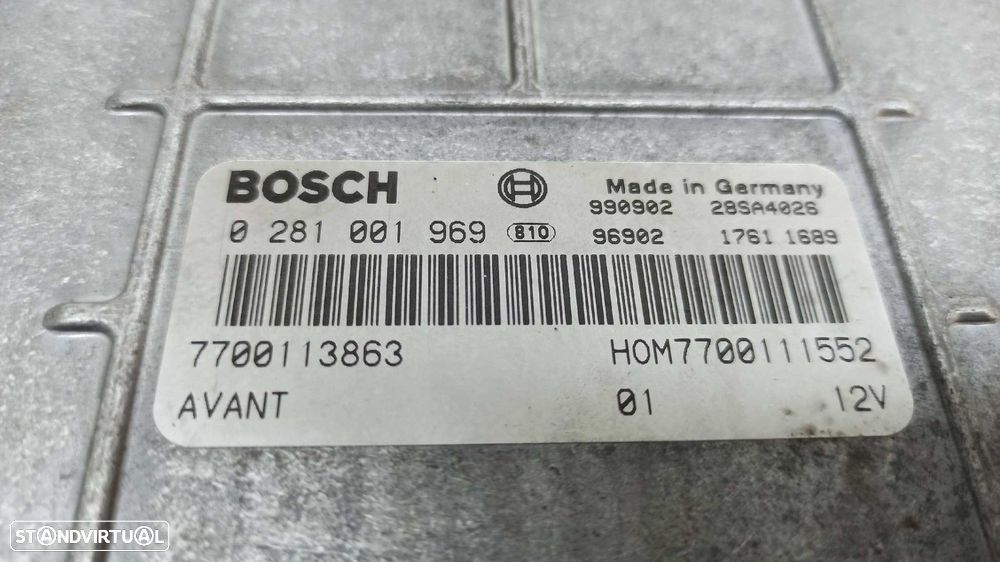 BOSCH Made in Germany
990902 28SA4026
0 281 001 969 810 96902 1761 1689
7700113863 HOM7700111552
AVANT 01 12V
STANDVIRTUAL